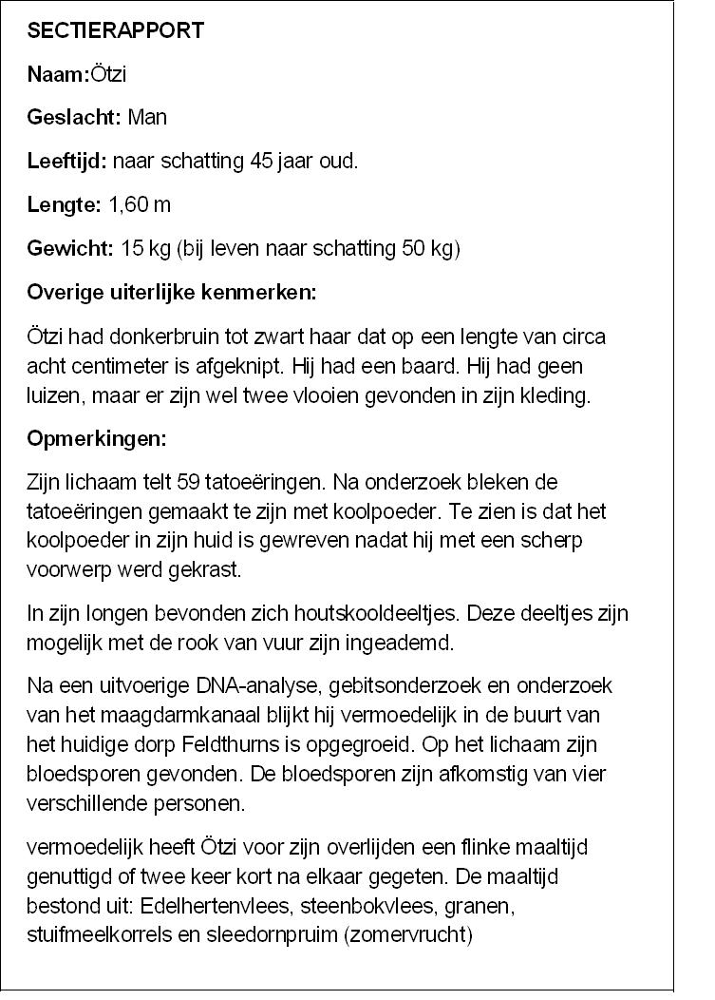 SECTIERAPPORT
Naam:Ötzi
Geslacht: Man
Leeftijd: naar schatting 45 jaar oud.
Lengte: 1,60 m
Gewicht: 15 kg (bij leven naar schatting 50 kg)
Overige uiterlijke kenmerken:
Ötzi had donkerbruin tot zwart haar dat op een lengte van circa
acht centimeter is afgeknipt. Hij had een baard. Hij had geen
luizen, maar er zijn wel twee vlooien gevonden in zijn kleding.
Opmerkingen:
Zijn lichaam telt 59 tatoeëringen. Na onderzoek bleken de
tatoeëringen gemaakt te zijn met koolpoeder. Te zien is dat het
koolpoeder in zijn huid is gewreven nadat hij met een scherp
voorwerp werd gekrast.
In zijn longen bevonden zich houtskooldeeltjes. Deze deeltjes zijn
mogelijk met de rook van vuur zijn ingeademd.
Na een uitvoerige DNA-analyse, gebitsonderzoek en onderzoek
van het maagdarmkanaal blijkt hij vermoedelijk in de buurt van
het huidige dorp Feldthurns is opgegroeid. Op het lichaam zijn
bloedsporen gevonden. De bloedsporen zijn afkomstig van vier
verschillende personen.
vermoedelijk heeft Ötzi voor zijn overlijden een flinke maaltijd
genuttigd of twee keer kort na elkaar gegeten. De maaltijd
bestond uit: Edelhertenvlees, steenbokvlees, granen,
stuifmeelkorrels en sleedornpruim (zomervrucht)